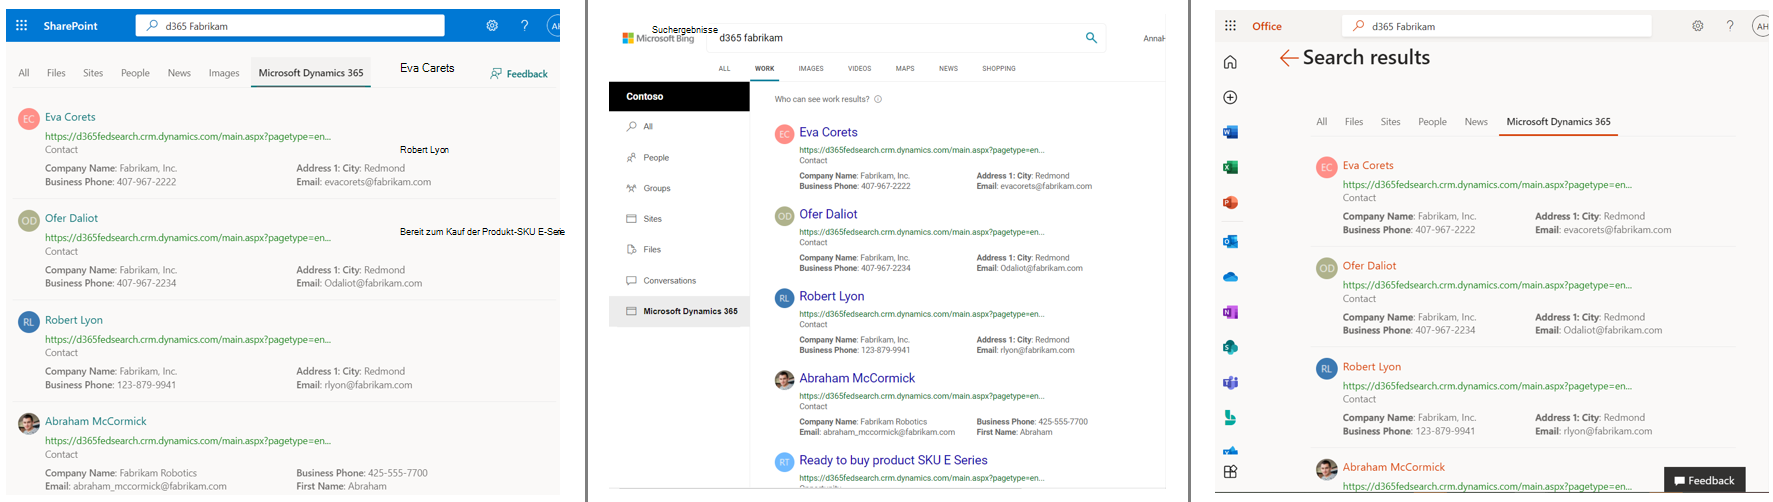 SharePoint
d365 Fabrikam
?
AH
All Files Sites People News Images Microsoft Dynamics 365
Eva Carets
Feedback
EC
Eva Corets
https://d365fedsearch.crm.dynamics.com/main.aspx?pagetype=en...
Contact
Robert Lyon
Company Name: Fabrikam, Inc. Address 1: City: Redmond
Business Phone: 407-967-2222 Email: evacorets@fabrikam.com
OD
Ofer Daliot
Bereit zum Kauf der Produkt-SKU E-Serie
https://d365fedsearch.crm.dynamics.com/main.aspx?pagetype=en...
Contact
Company Name: Fabrikam, Inc. Address 1: City: Redmond
Business Phone: 407-967-2234 Email: Odaliot@fabrikam.com
RL
Robert Lyon
https://d365fedsearch.crm.dynamics.com/main.aspx?pagetype=en...
Contact
Company Name: Fabrikam, Inc. Address 1: City: Redmond
Business Phone: 123-879-9941 Email: rlyon@fabrikam.com
Abraham McCormick
https://d365fedsearch.crm.dynamics.com/main.aspx?pagetype=en...
Contact
Company Name: Fabrikam Robotics Business Phone: 425-555-7700
Email: abraham_mccormick@fabrikam.com First Name: Abraham
Suchergebnisse
Microsoft Bing
d365 fabrikam
AnnaH
ALL WORK IMAGES VIDEOS MAPS NEWS SHOPPING
Contoso
All
People
Groups
Sites
Files
Conversations
Microsoft Dynamics 365
Who can see work results?
EC
Eva Corets
https://d365fedsearch.crm.dynamics.com/main.aspx?pagetype=en...
Contact
Company Name: Fabrikam, Inc. Address 1: City: Redmond
Business Phone: 407-967-2222 Email: evacorets@fabrikam.com
OD
Ofer Daliot
https://d365fedsearch.crm.dynamics.com/main.aspx?pagetype=en...
Contact
Company Name: Fabrikam, Inc. Address 1: City: Redmond
Business Phone: 407-967-2234 Email: Odaliot@fabrikam.com
RL
Robert Lyon
https://d365fedsearch.crm.dynamics.com/main.aspx?pagetype=en...
Contact
Company Name: Fabrikam, Inc. Address 1: City: Redmond
Business Phone: 123-879-9941 Email: rlyon@fabrikam.com
Abraham McCormick
https://d365fedsearch.crm.dynamics.com/main.aspx?pagetype=en...
Contact
Company Name: Fabrikam Robotics Business Phone: 425-555-7700
Email: abraham_mccormick@fabrikam.com First Name: Abraham
RT
Ready to buy product SKU E Series
https://d365fedsearch.crm.dynamics.com/main.aspx?pagetype=en...
Opportunity
Office
d365 Fabrikam
?
AH
Search results
All Files Sites People News Microsoft Dynamics 365
EC
Eva Corets
https://d365fedsearch.crm.dynamics.com/main.aspx?pagetype=en...
Contact
Company Name: Fabrikam, Inc. Address 1: City: Redmond
Business Phone: 407-967-2222 Email: evacorets@fabrikam.com
OD
Ofer Daliot
https://d365fedsearch.crm.dynamics.com/main.aspx?pagetype=en...
Contact
Company Name: Fabrikam, Inc. Address 1: City: Redmond
Business Phone: 407-967-2234 Email: Odaliot@fabrikam.com
RL
Robert Lyon
https://d365fedsearch.crm.dynamics.com/main.aspx?pagetype=en...
Contact
Company Name: Fabrikam, Inc. Address 1: City: Redmond
Business Phone: 123-879-9941 Email: rlyon@fabrikam.com
Abraham McCormick
https://d365fedsearch.crm.dynamics.com/main.aspx?pagetype=en...
Feedback